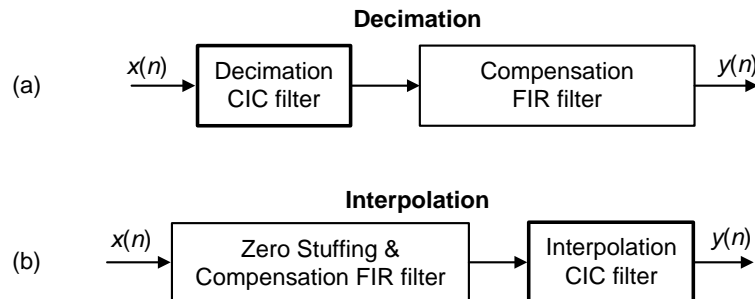 Decimation
(a)
x(n)
Decimation
CIC filter
Compensation
FIR filter
y(n)
Interpolation
(b)
x(n)
Zero Stuffing &
Compensation FIR filter
Interpolation
CIC filter
y(n)